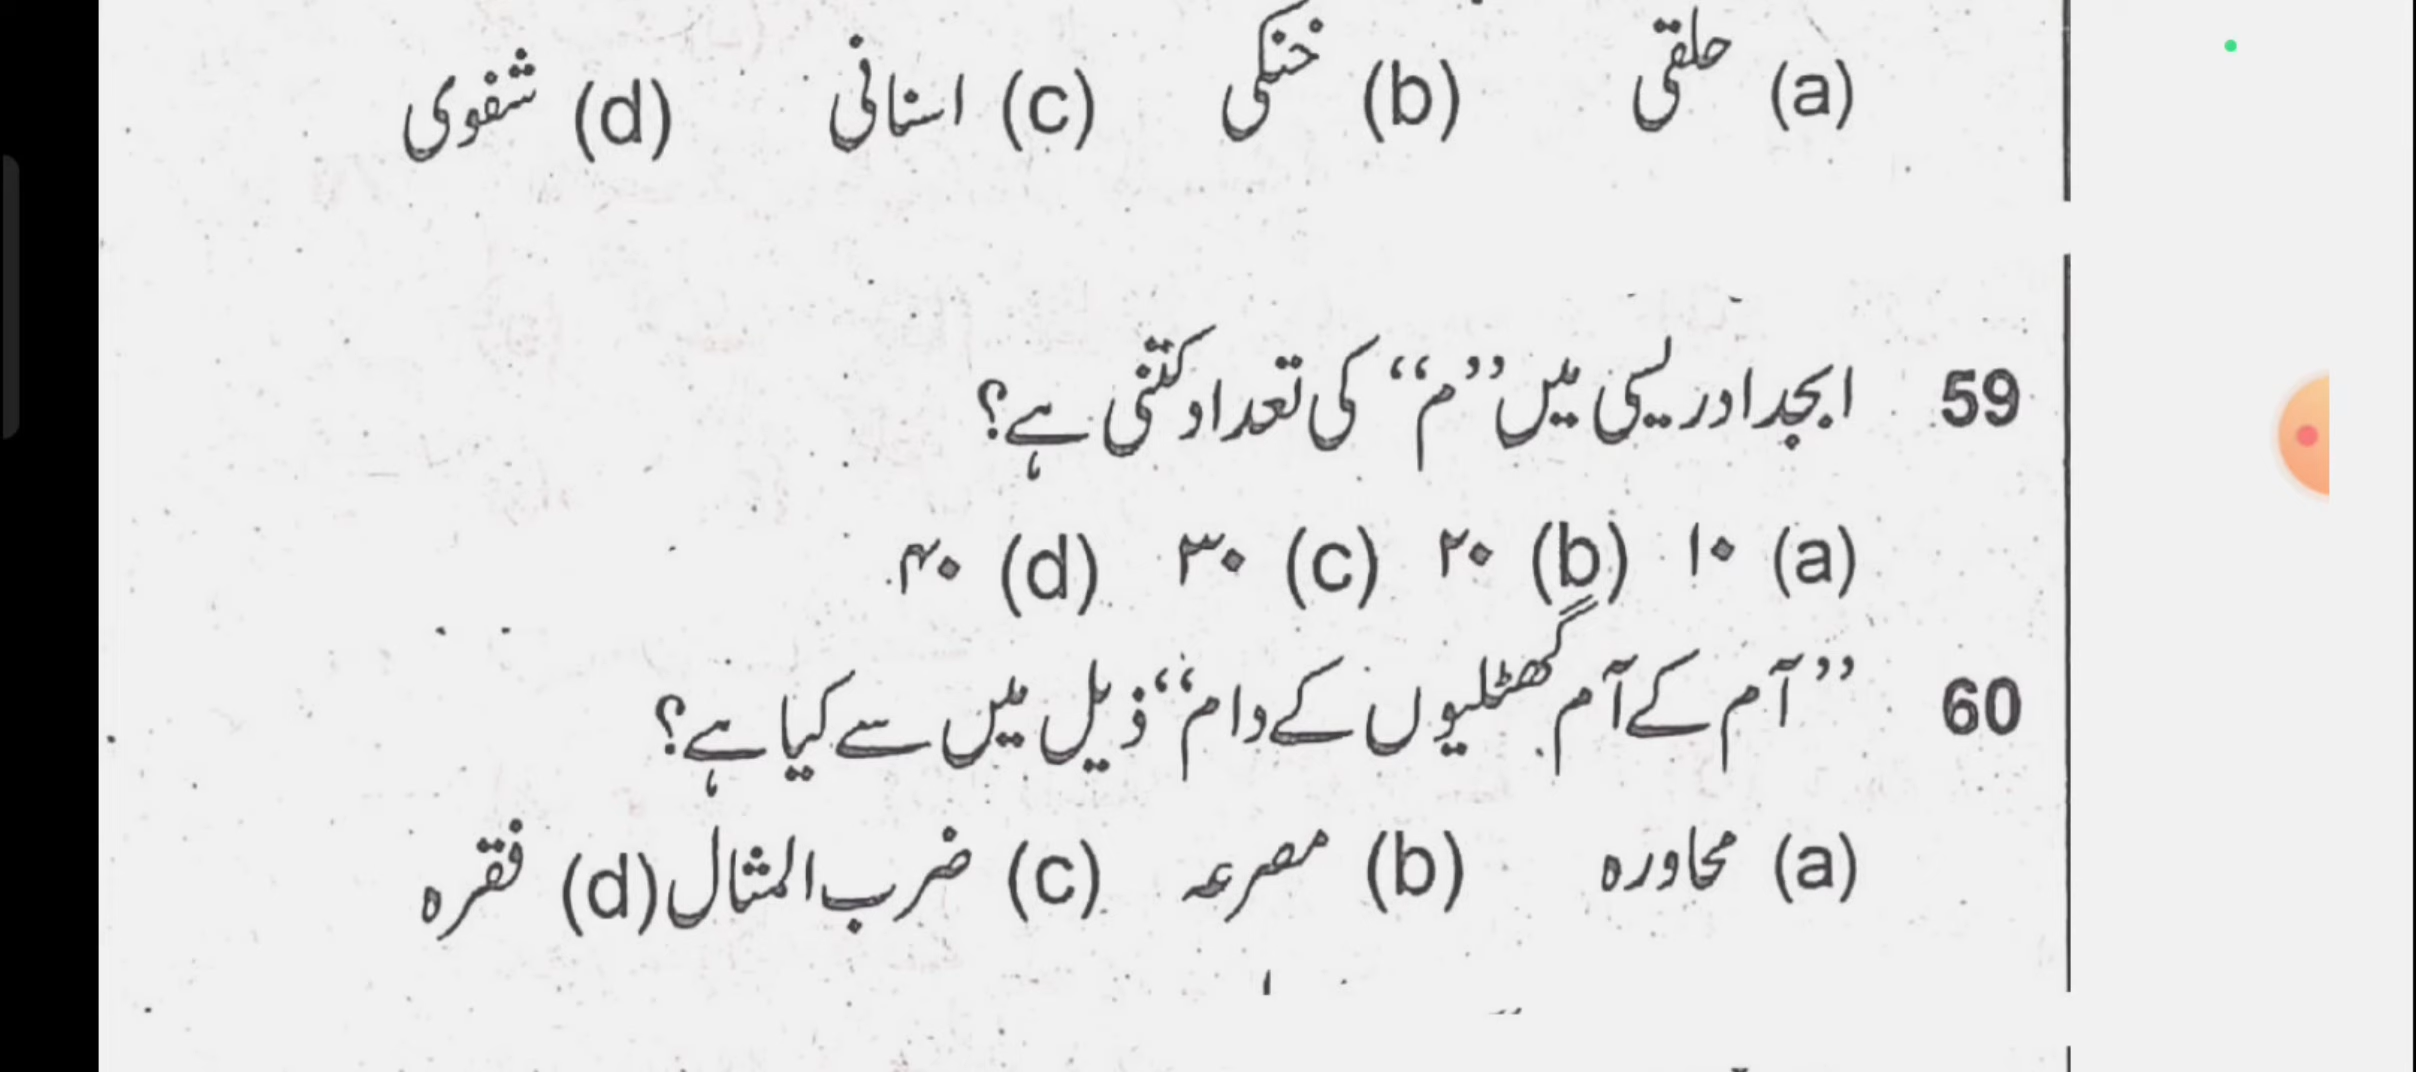 (a) حلقی (b) خنکی (c) اسنانی (d) شفوی
59 ابجد ادریسی میں ”م“ کی تعداد کتنی ہے؟
(a) ۱۰ (b) ۲۰ (c) ۳۰ (d) ۴۰
60 ”آم کے آم گھٹلیوں کے دام“ ذیل میں سے کیا ہے؟
(a) محاورہ (b) مصرعہ (c) ضرب المثال (d) فقرہ